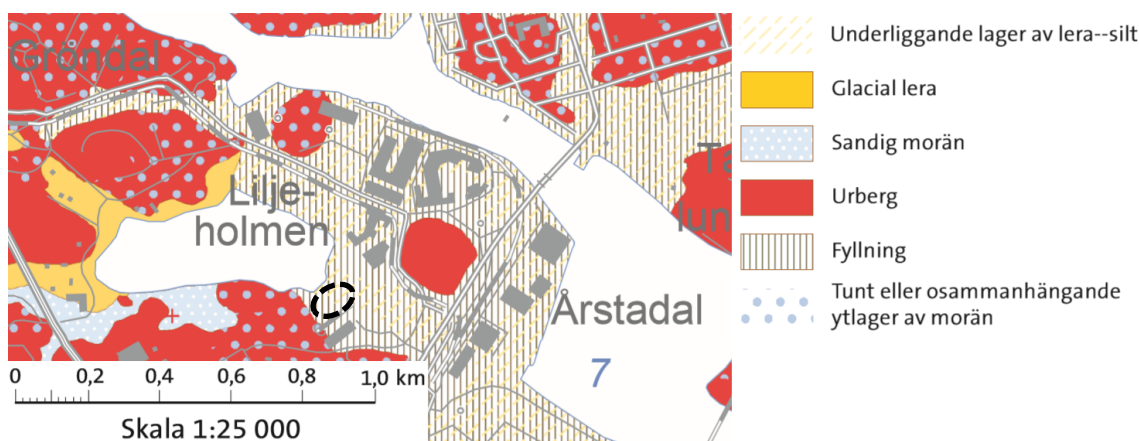 Gröndal
Lilje-
holmen
Årstadal
7
Ta
lun
0 0,2 0,4 0,6 0,8 1,0 km
Skala 1:25 000
Underliggande lager av lera--silt
Glacial lera
Sandig morän
Urberg
Fyllning
Tunt eller osammanhängande
ytlager av morän